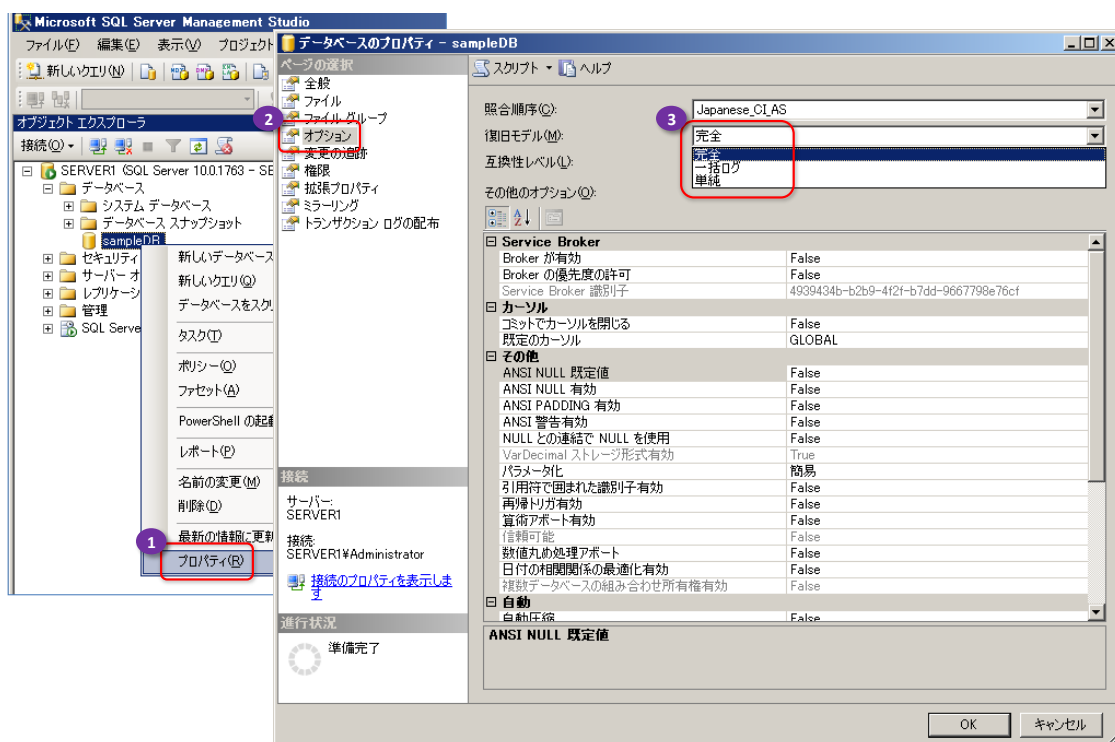 Microsoft SQL Server Management Studio
ファイル(F) 編集(E) 表示(V) プロジェクト
新しいクエリ(N)
オブジェクト エクスプローラ
接続(O)
SERVER1 (SQL Server 10.0.1763 - SE
データベース
システム データベース
データベース スナップショット
sampleDB
セキュリティ
サーバー オ
レプリケーシ
管理
SQL Serve
新しいデータベース
新しいクエリ(Q)
データベースをスク
タスク(T)
ポリシー(O)
ファセット(A)
PowerShell の起動
レポート(P)
名前の変更(M)
削除(D)
最新の情報に更新
1
プロパティ(R)
データベースのプロパティ - sampleDB
ページの選択
全般
ファイル
ファイル グループ
2
オプション
変更の追跡
権限
拡張プロパティ
ミラーリング
トランザクション ログの配布
接続
サーバー:
SERVER1
接続:
SERVER1¥Administrator
接続のプロパティを表示しま
す
進行状況
準備完了
スクリプト ヘルプ
照合順序(C): Japanese_CI_AS
3
復旧モデル(M): 完全
互換性レベル(L):
完全
一括ログ
単純
その他のオプション(O):
Service Broker
Broker が有効 False
Broker の優先度の許可 False
Service Broker 識別子 4939434b-b2b9-4f2f-b7dd-9667798e76cf
カーソル
コミットでカーソルを閉じる False
既定のカーソル GLOBAL
その他
ANSI NULL 既定値 False
ANSI NULL 有効 False
ANSI PADDING 有効 False
ANSI 警告有効 False
NULL との連結で NULL を使用 False
VarDecimal ストレージ形式有効 True
パラメータ化 簡易
引用符で囲まれた識別子有効 False
再帰トリガ有効 False
算術アボート有効 False
信頼可能 False
数値丸め処理アボート False
日付の相関関係の最適化有効 False
複数データベースの組み合わせ所有権有効 False
自動
自動圧縮 False
ANSI NULL 既定値
OK キャンセル